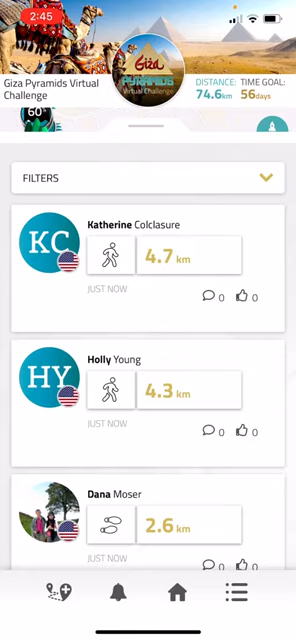 2:45
Giza Pyramids Virtual
Challenge
Giza
PYRAMIDS
Virtual Challenge
DISTANCE: TIME GOAL:
74.6km 56days
60°
FILTERS
KC
Katherine Colclasure
4.7 km
JUST NOW
0 0
HY
Holly Young
4.3 km
JUST NOW
0 0
Dana Moser
2.6 km
JUST NOW
0 0